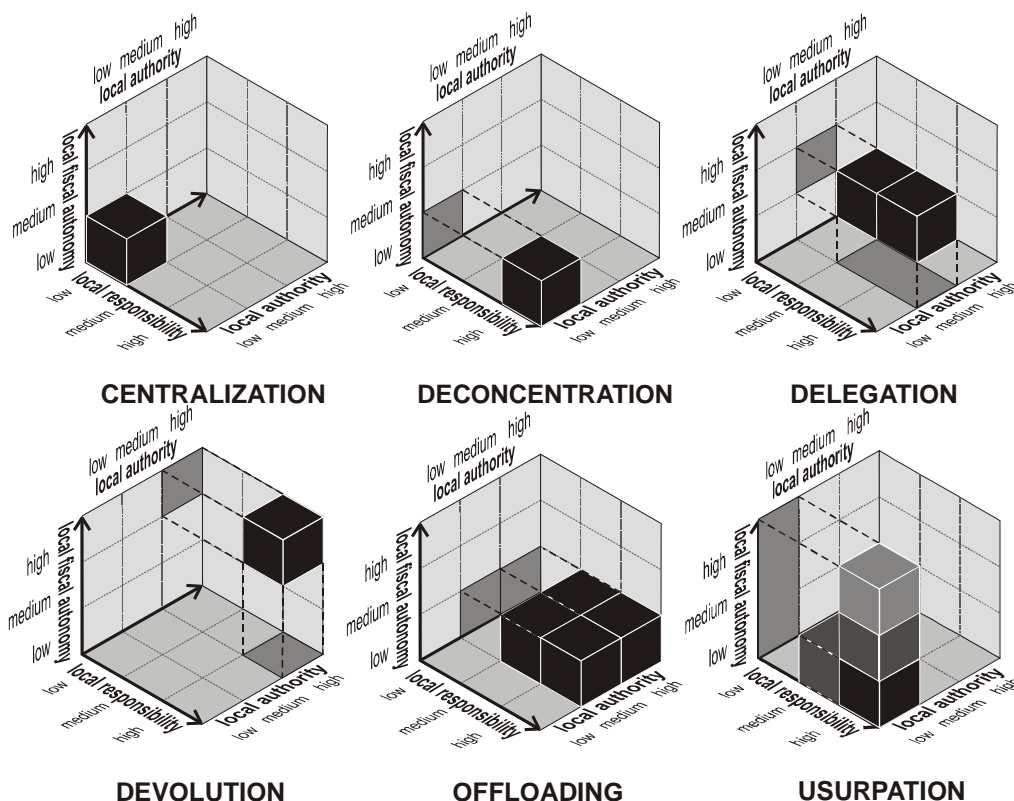 low medium high
local authority
local fiscal autonomy
high
medium
low
local responsibility
low
medium
high
local authority
low
medium
high
CENTRALIZATION
low medium high
local authority
local fiscal autonomy
high
medium
low
local responsibility
low
medium
high
local authority
low
medium
high
DECONCENTRATION
low medium high
local authority
local fiscal autonomy
high
medium
low
local responsibility
low
medium
high
local authority
low
medium
high
DELEGATION
low medium high
local authority
local fiscal autonomy
high
medium
low
local responsibility
low
medium
high
local authority
low
medium
high
DEVOLUTION
low medium high
local authority
local fiscal autonomy
high
medium
low
local responsibility
low
medium
high
local authority
low
medium
high
OFFLOADING
low medium high
local authority
local fiscal autonomy
high
medium
low
local responsibility
low
medium
high
local authority
low
medium
high
USURPATION